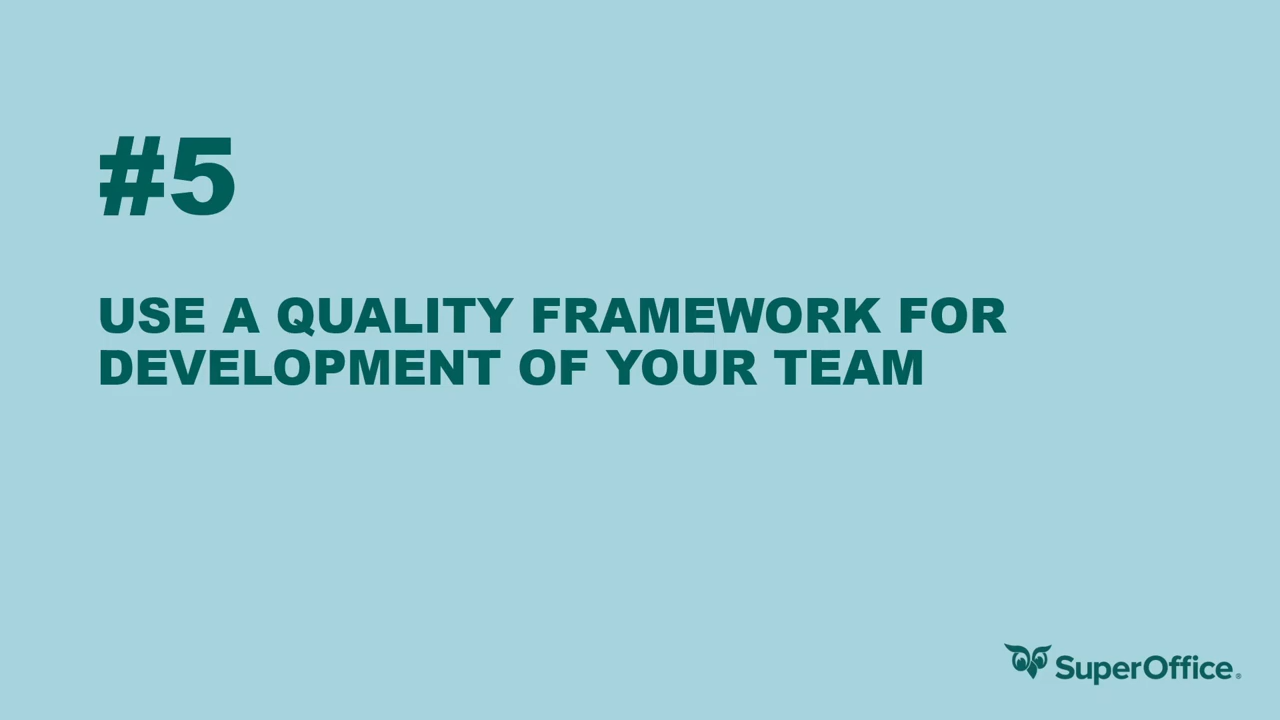 #5
USE A QUALITY FRAMEWORK FOR
DEVELOPMENT OF YOUR TEAM
SuperOffice®